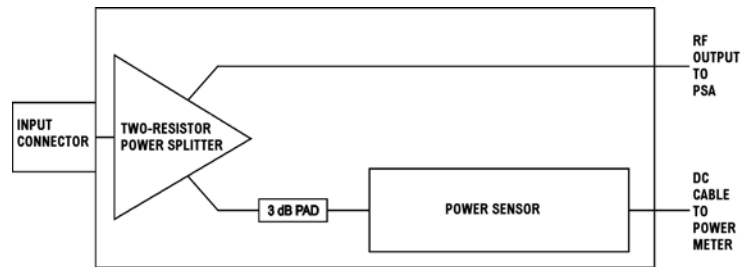 INPUT
CONNECTOR
TWO-RESISTOR
POWER SPLITTER
3 dB PAD
POWER SENSOR
RF
OUTPUT
TO
PSA
DC
CABLE
TO
POWER
METER